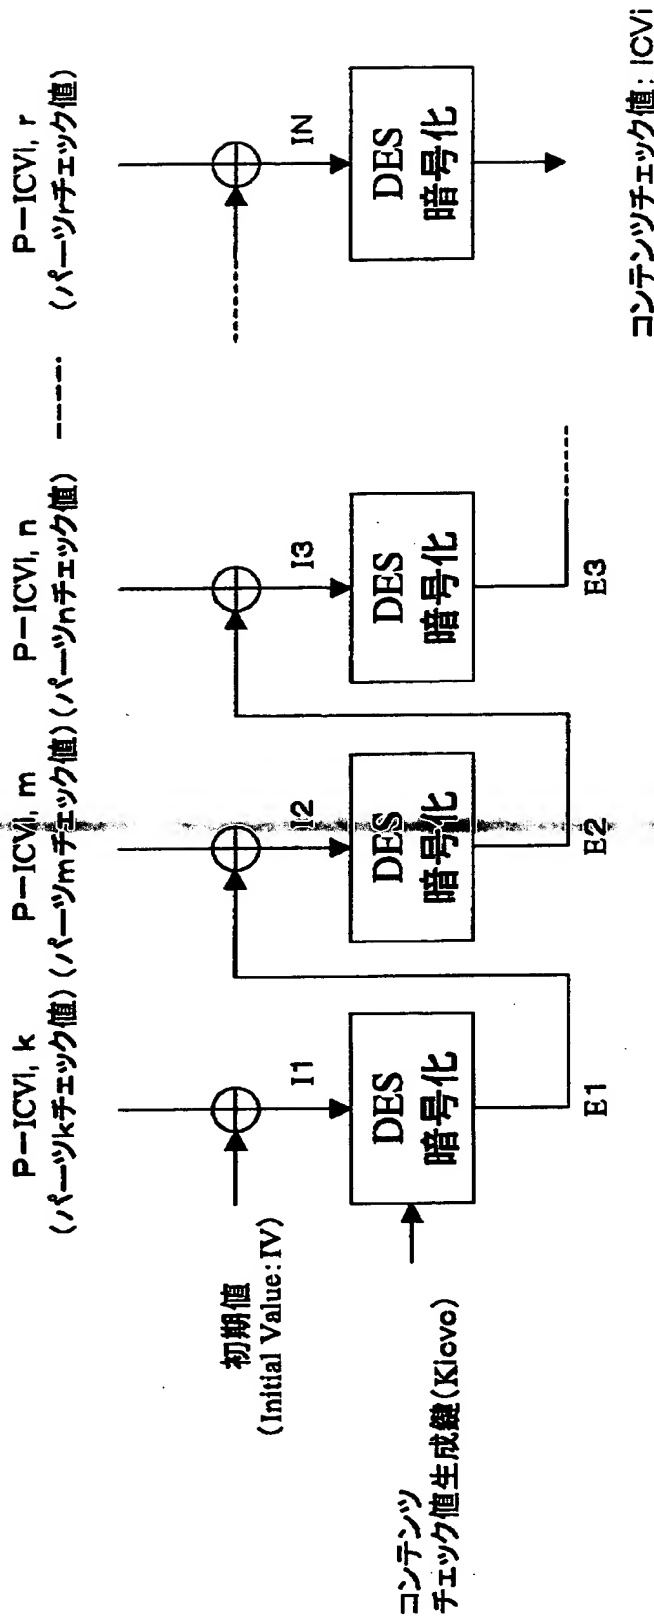 P－ICVi, k　P－ICVi, m　P－ICVi, n　P－ICVi, r
(パーツkチェック値)(パーツmチェック値)(パーツnチェック値) ----- (パーツrチェック値)
初期値
(Initial Value:IV)
I1　I2　I3　IN
コンテンツ
チェック値生成鍵(Kicvc)
DES
暗号化
DES
暗号化
DES
暗号化
DES
暗号化
E1　E2　E3
コンテンツチェック値: ICVi